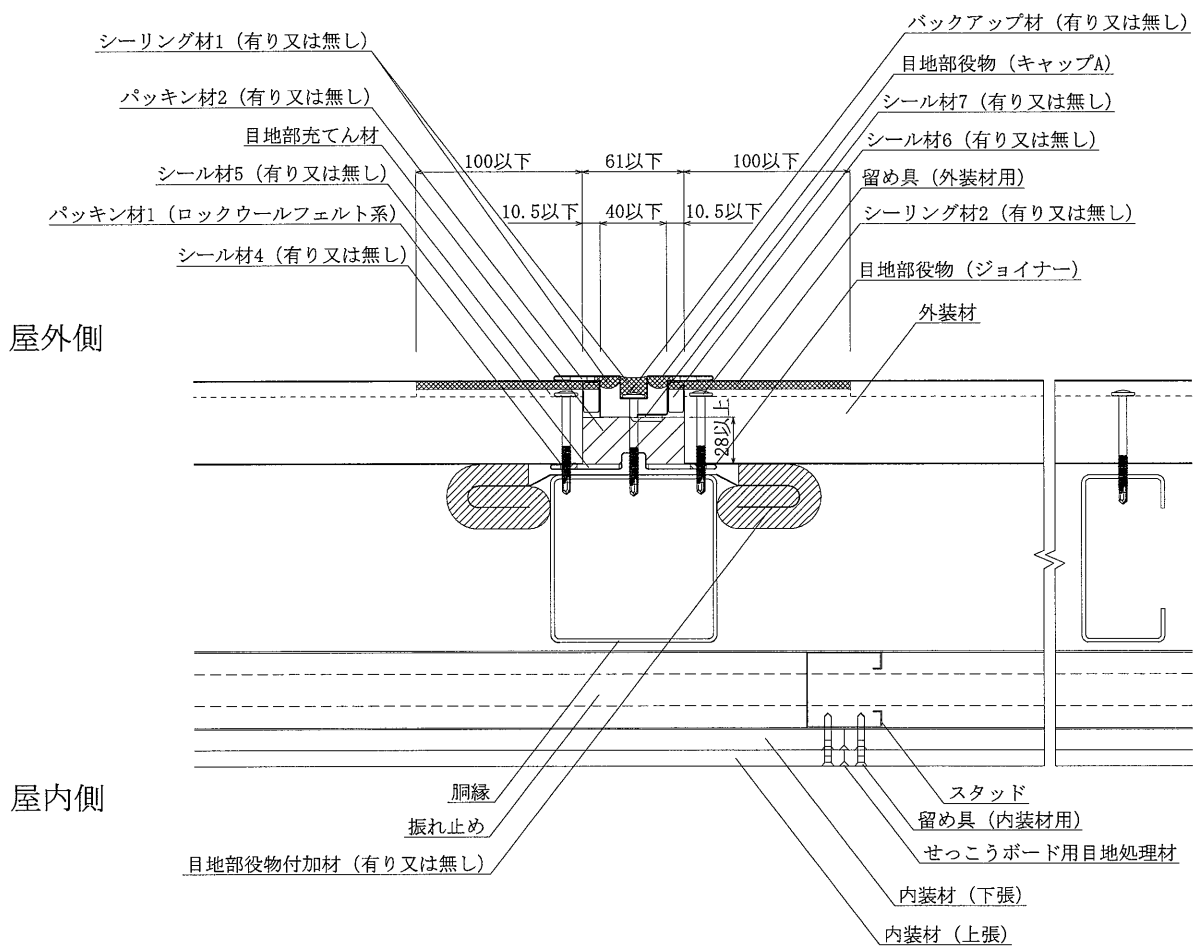 シーリング材1（有り又は無し）
パッキン材2（有り又は無し）
目地部充てん材
シール材5（有り又は無し）
パッキン材1（ロックウールフェルト系）
シール材4（有り又は無し）
バックアップ材（有り又は無し）
目地部役物（キャップA）
シール材7（有り又は無し）
シール材6（有り又は無し）
留め具（外装材用）
シーリング材2（有り又は無し）
目地部役物（ジョイナー）
外装材
100以下
61以下
100以下
10.5以下
40以下
10.5以下
28以上
屋外側
屋内側
胴縁
振れ止め
目地部役物付加材（有り又は無し）
スタッド
留め具（内装材用）
せっこうボード用目地処理材
内装材（下張）
内装材（上張）